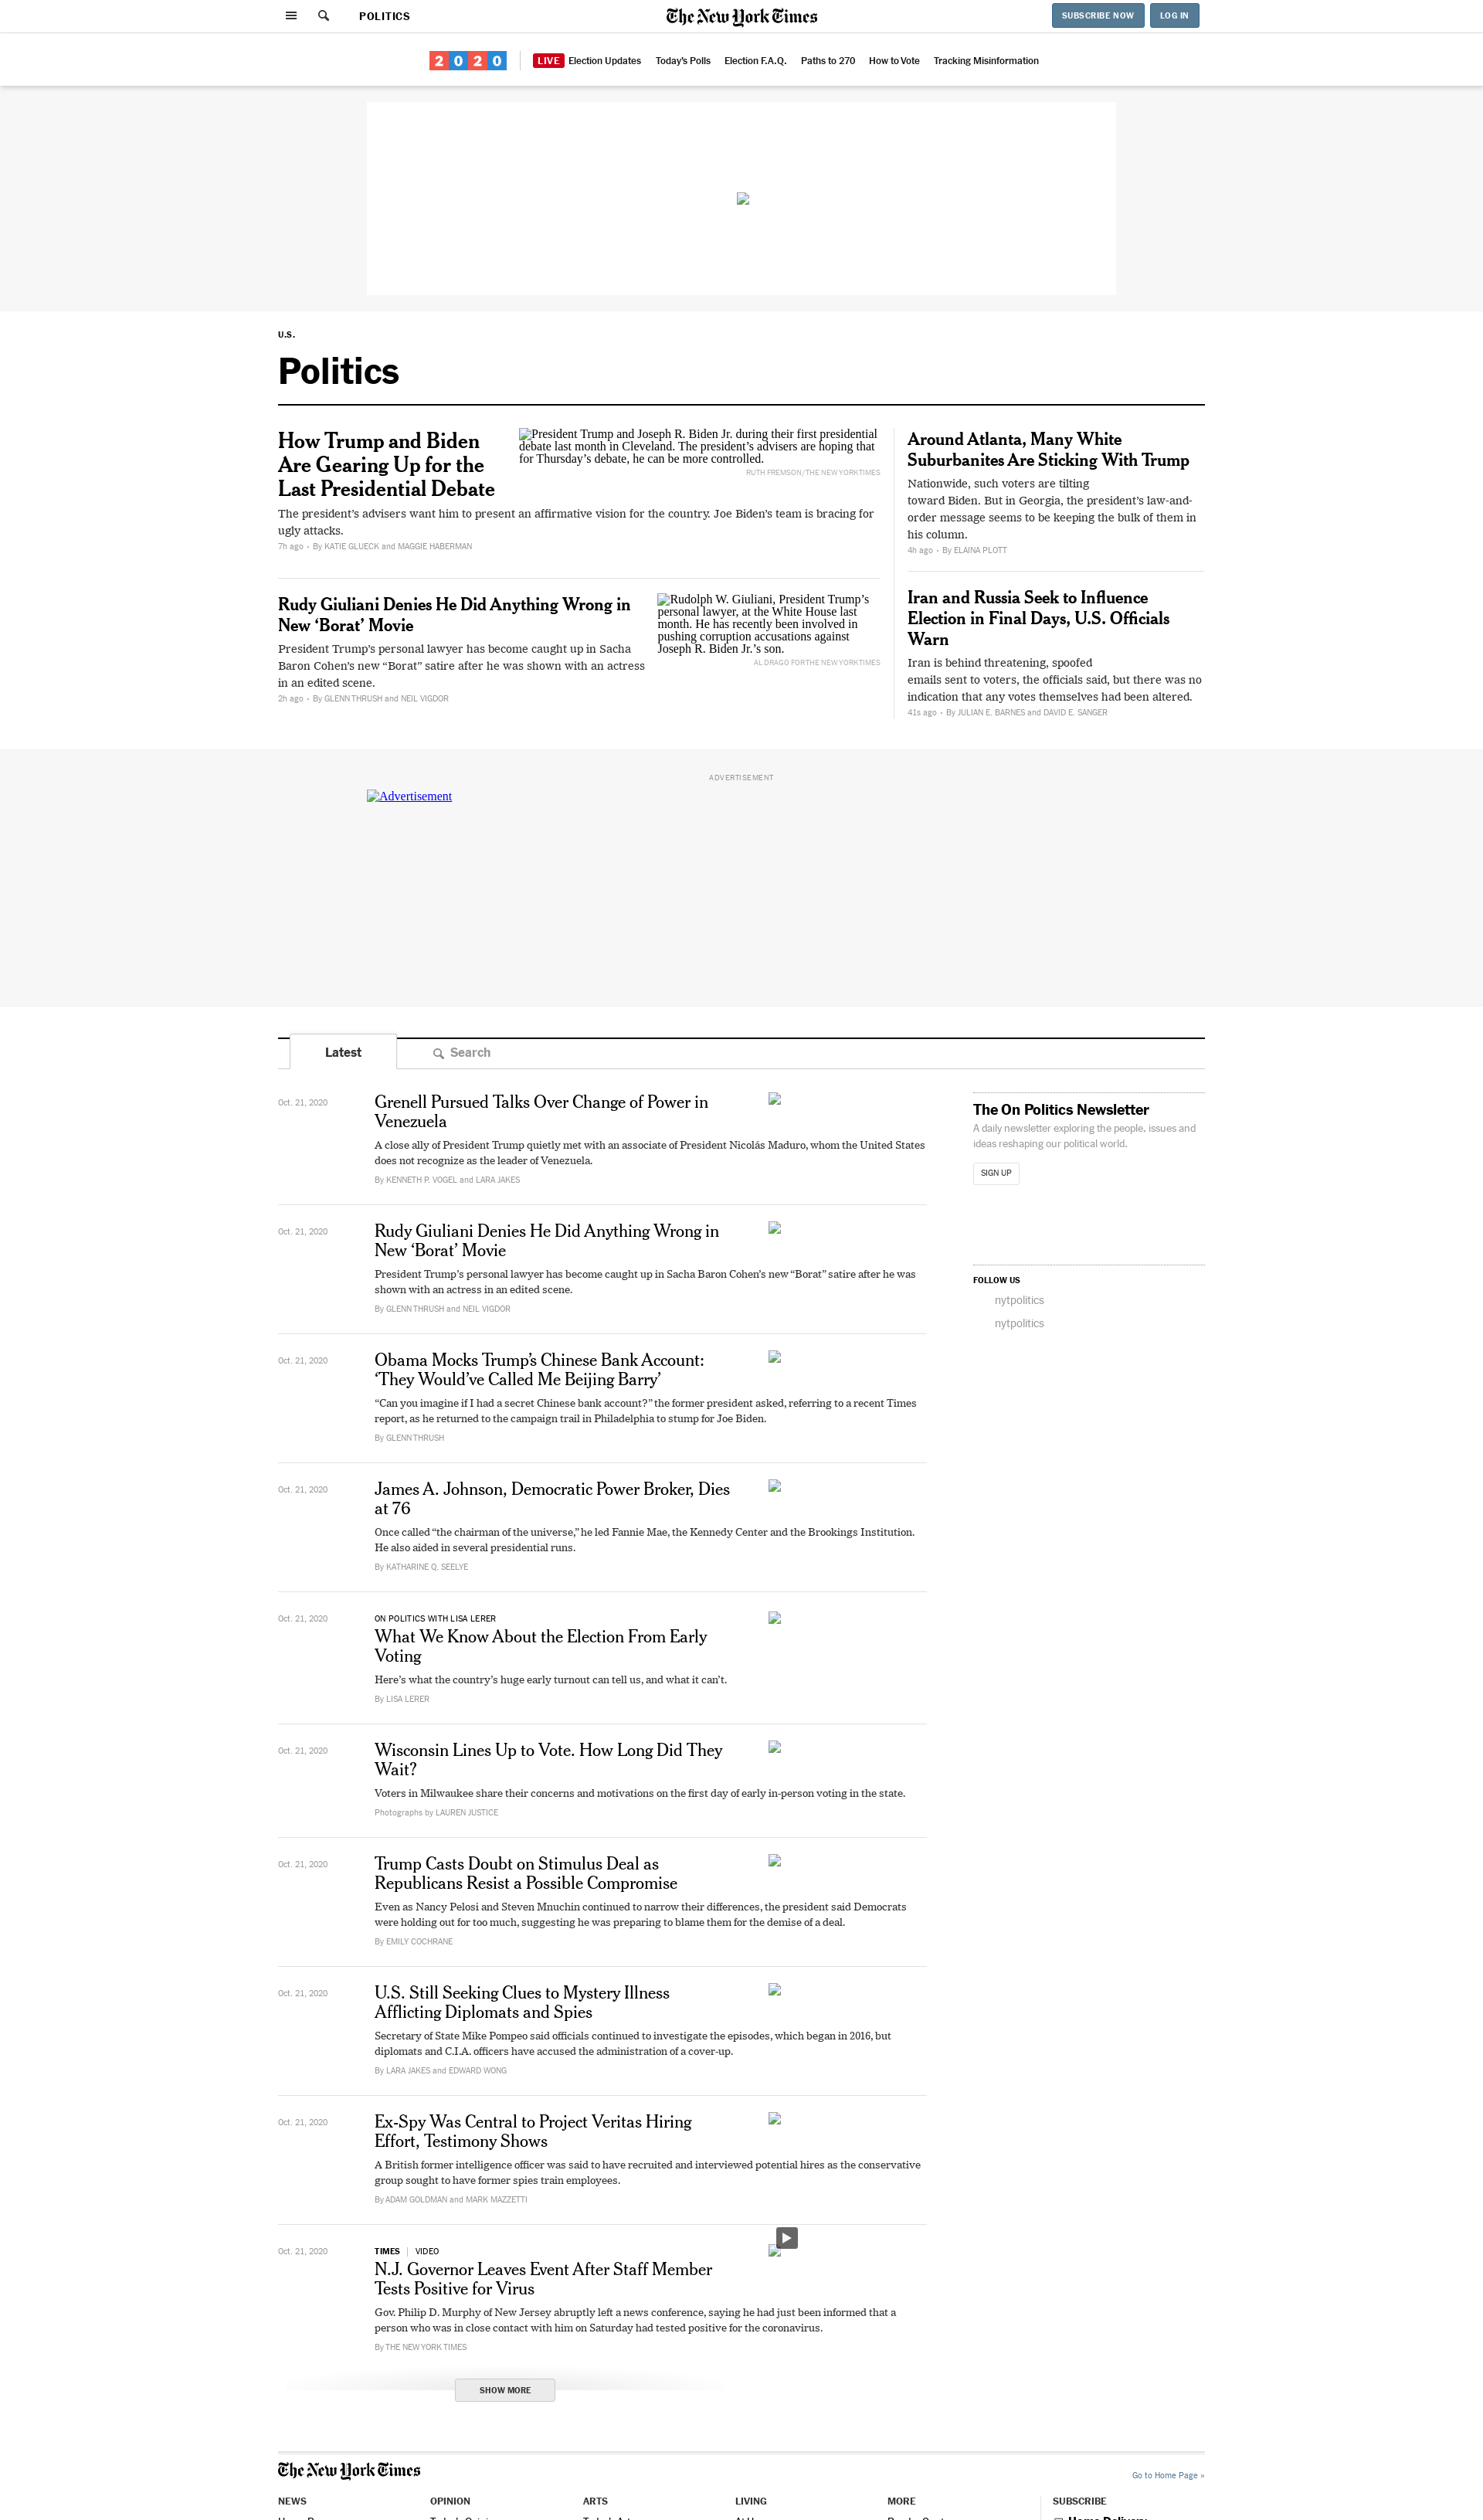 POLITICS
The New York Times
SUBSCRIBE NOW
LOG IN
2020
LIVE Election Updates
Today's Polls
Election F.A.Q.
Paths to 270
How to Vote
Tracking Misinformation
U.S.
Politics
How Trump and Biden
Are Gearing Up for the
Last Presidential Debate
President Trump and Joseph R. Biden Jr. during their first presidential
debate last month in Cleveland. The president's advisers are hoping that
for Thursday's debate, he can be more controlled.
RUTH FREMSON/THE NEW YORK TIMES
The president's advisers want him to present an affirmative vision for the country. Joe Biden's team is bracing for
ugly attacks.
7h ago • By KATIE GLUECK and MAGGIE HABERMAN
Rudy Giuliani Denies He Did Anything Wrong in
New 'Borat' Movie
President Trump's personal lawyer has become caught up in Sacha
Baron Cohen's new “Borat” satire after he was shown with an actress
in an edited scene.
2h ago • By GLENN THRUSH and NEIL VIGDOR
Rudolph W. Giuliani, President Trump's
personal lawyer, at the White House last
month. He has recently been involved in
pushing corruption accusations against
Joseph R. Biden Jr.'s son.
AL DRAGO FOR THE NEW YORK TIMES
Around Atlanta, Many White
Suburbanites Are Sticking With Trump
Nationwide, such voters are tilting
toward Biden. But in Georgia, the president's law-and-
order message seems to be keeping the bulk of them in
his column.
4h ago • By ELAINA PLOTT
Iran and Russia Seek to Influence
Election in Final Days, U.S. Officials
Warn
Iran is behind threatening, spoofed
emails sent to voters, the officials said, but there was no
indication that any votes themselves had been altered.
41s ago • By JULIAN E. BARNES and DAVID E. SANGER
ADVERTISEMENT
Advertisement
Latest
Search
Oct. 21, 2020
Grenell Pursued Talks Over Change of Power in
Venezuela
A close ally of President Trump quietly met with an associate of President Nicolás Maduro, whom the United States
does not recognize as the leader of Venezuela.
By KENNETH P. VOGEL and LARA JAKES
Oct. 21, 2020
Rudy Giuliani Denies He Did Anything Wrong in
New 'Borat' Movie
President Trump's personal lawyer has become caught up in Sacha Baron Cohen's new “Borat” satire after he was
shown with an actress in an edited scene.
By GLENN THRUSH and NEIL VIGDOR
Oct. 21, 2020
Obama Mocks Trump's Chinese Bank Account:
'They Would've Called Me Beijing Barry'
“Can you imagine if I had a secret Chinese bank account?” the former president asked, referring to a recent Times
report, as he returned to the campaign trail in Philadelphia to stump for Joe Biden.
By GLENN THRUSH
Oct. 21, 2020
James A. Johnson, Democratic Power Broker, Dies
at 76
Once called “the chairman of the universe,” he led Fannie Mae, the Kennedy Center and the Brookings Institution.
He also aided in several presidential runs.
By KATHARINE Q. SEELYE
Oct. 21, 2020
ON POLITICS WITH LISA LERER
What We Know About the Election From Early
Voting
Here's what the country's huge early turnout can tell us, and what it can't.
By LISA LERER
Oct. 21, 2020
Wisconsin Lines Up to Vote. How Long Did They
Wait?
Voters in Milwaukee share their concerns and motivations on the first day of early in-person voting in the state.
Photographs by LAUREN JUSTICE
Oct. 21, 2020
Trump Casts Doubt on Stimulus Deal as
Republicans Resist a Possible Compromise
Even as Nancy Pelosi and Steven Mnuchin continued to narrow their differences, the president said Democrats
were holding out for too much, suggesting he was preparing to blame them for the demise of a deal.
By EMILY COCHRANE
Oct. 21, 2020
U.S. Still Seeking Clues to Mystery Illness
Afflicting Diplomats and Spies
Secretary of State Mike Pompeo said officials continued to investigate the episodes, which began in 2016, but
diplomats and C.I.A. officers have accused the administration of a cover-up.
By LARA JAKES and EDWARD WONG
Oct. 21, 2020
Ex-Spy Was Central to Project Veritas Hiring
Effort, Testimony Shows
A British former intelligence officer was said to have recruited and interviewed potential hires as the conservative
group sought to have former spies train employees.
By ADAM GOLDMAN and MARK MAZZETTI
Oct. 21, 2020
TIMES | VIDEO
N.J. Governor Leaves Event After Staff Member
Tests Positive for Virus
Gov. Philip D. Murphy of New Jersey abruptly left a news conference, saying he had just been informed that a
person who was in close contact with him on Saturday had tested positive for the coronavirus.
By THE NEW YORK TIMES
SHOW MORE
The On Politics Newsletter
A daily newsletter exploring the people, issues and
ideas reshaping our political world.
SIGN UP
FOLLOW US
nytpolitics
nytpolitics
The New York Times
Go to Home Page »
NEWS
OPINION
ARTS
LIVING
MORE
SUBSCRIBE